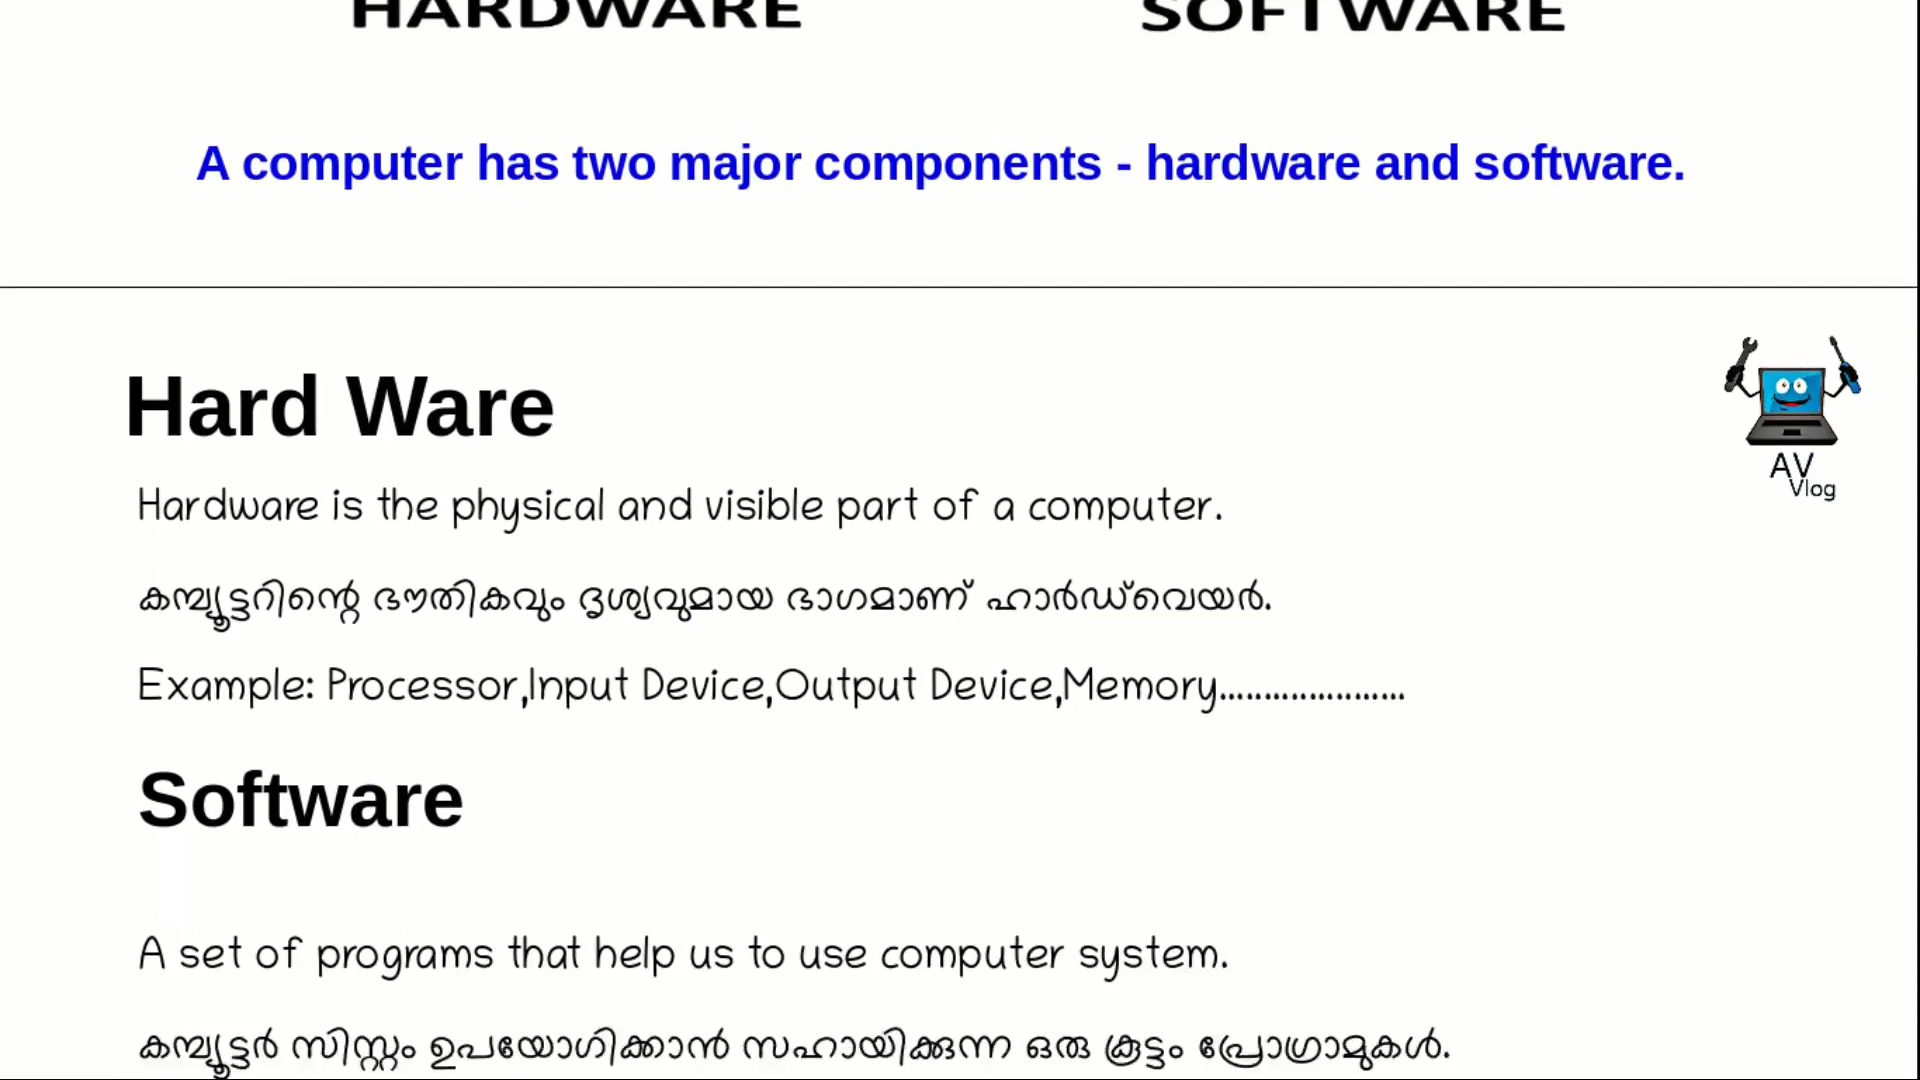 HARDWARE SOFTWARE
A computer has two major components - hardware and software.
Hard Ware
AV
Vlog
Hardware is the physical and visible part of a computer.
കമ്പ്യൂട്ടറിന്റെ ഭൗതികവും ദൃശ്യവുമായ ഭാഗമാണ് ഹാർഡ്‌വെയർ.
Example: Processor,Input Device,Output Device,Memory.....................
Software
A set of programs that help us to use computer system.
കമ്പ്യൂട്ടർ സിസ്റ്റം ഉപയോഗിക്കാൻ സഹായിക്കുന്ന ഒരു കൂട്ടം പ്രോഗ്രാമുകൾ.